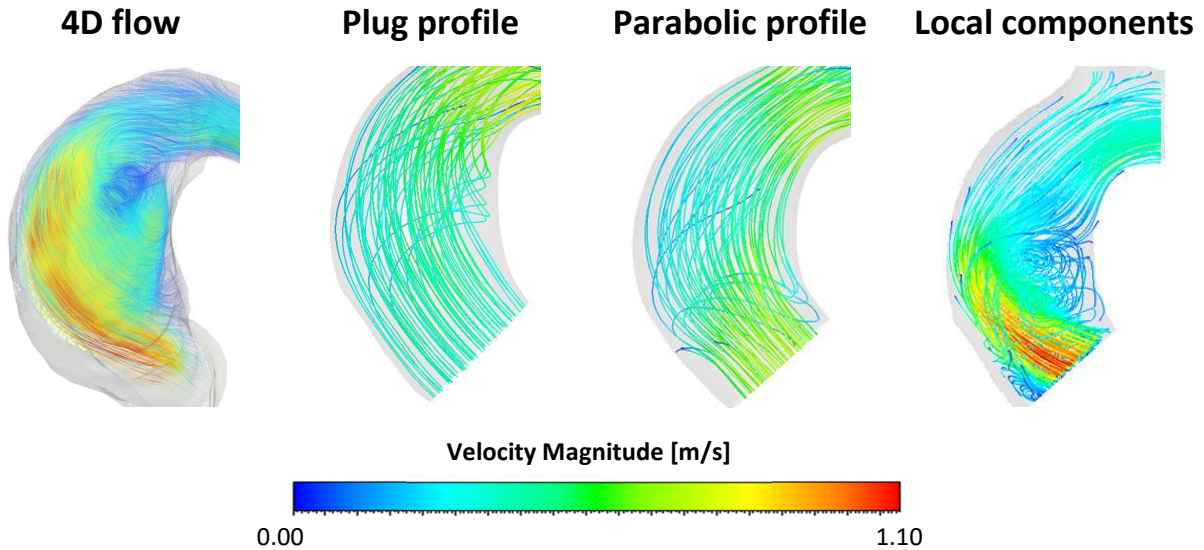 4D flow
Plug profile
Parabolic profile
Local components
Velocity Magnitude [m/s]
0.00
1.10